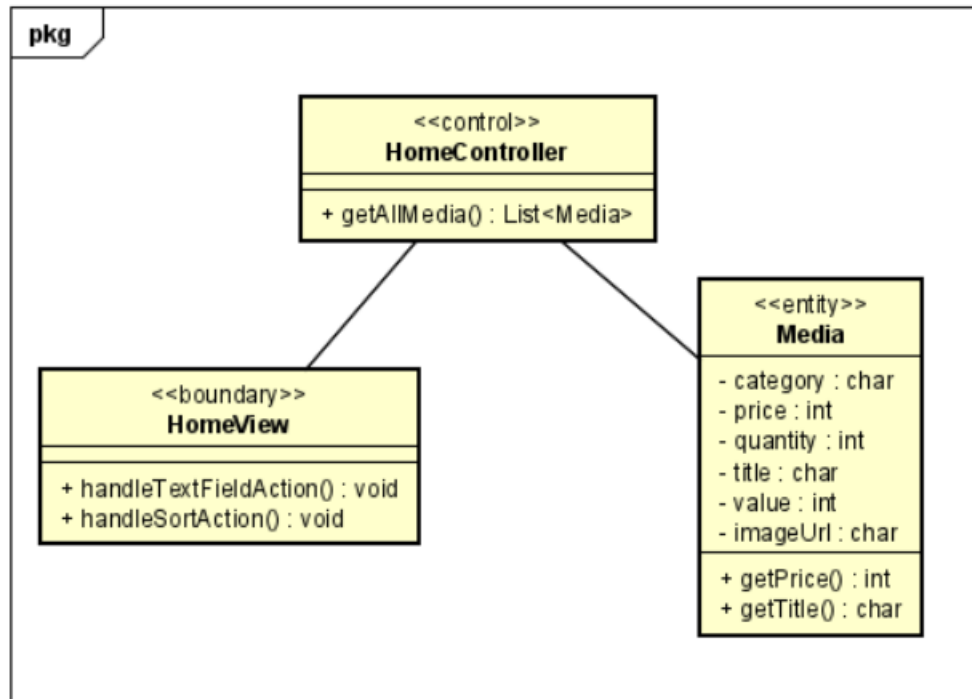 pkg
<<control>>
HomeController
+ getAllMedia() : List<Media>
<<boundary>>
HomeView
+ handleTextFieldAction() : void
+ handleSortAction() : void
<<entity>>
Media
- category : char
- price : int
- quantity : int
- title : char
- value : int
- imageUrl : char
+ getPrice() : int
+ getTitle() : char